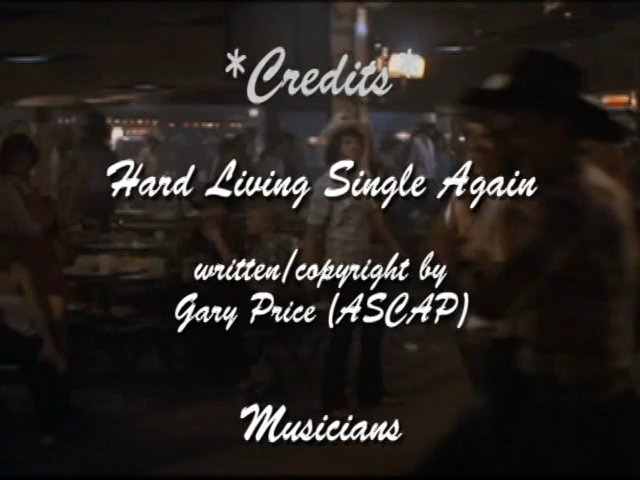 *Credits*
Hard Living Single Again
written/copyright by
Gary Price (ASCAP)
Musicians